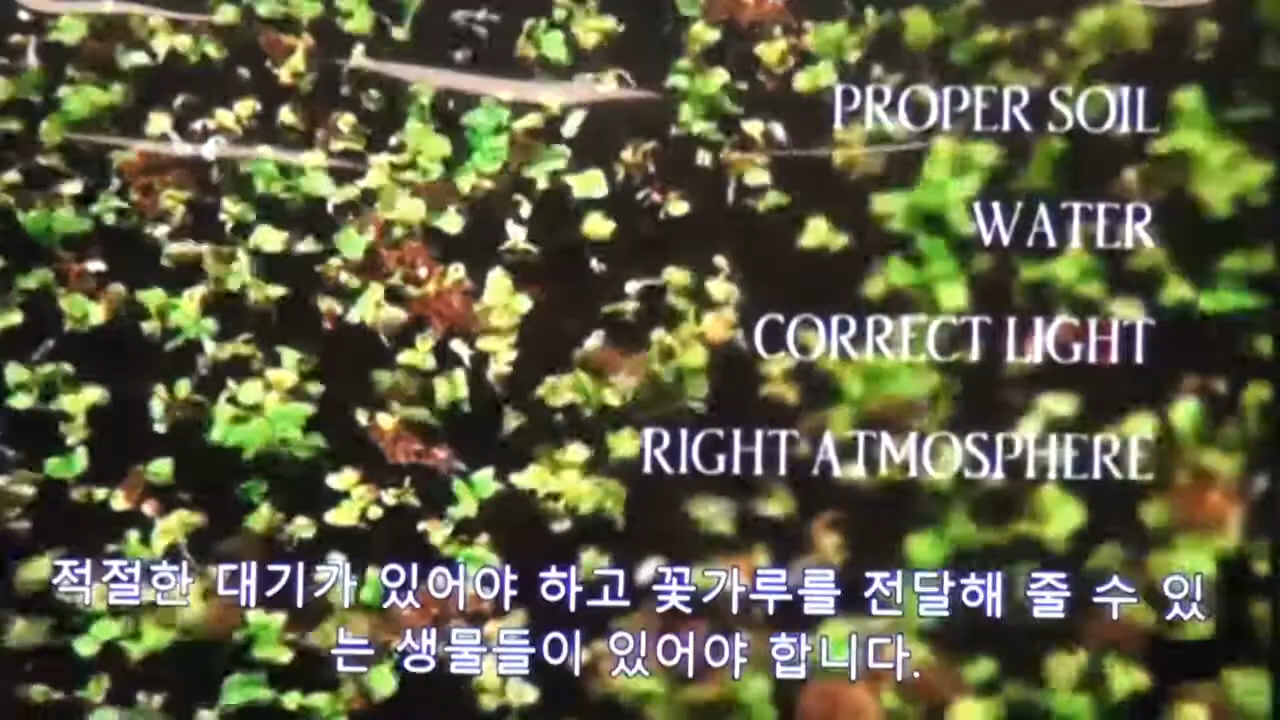 PROPER SOIL
WATER
CORRECT LIGHT
RIGHT ATMOSPHERE
적절한 대기가 있어야 하고 꽃가루를 전달해 줄 수 있
는 생물들이 있어야 합니다.